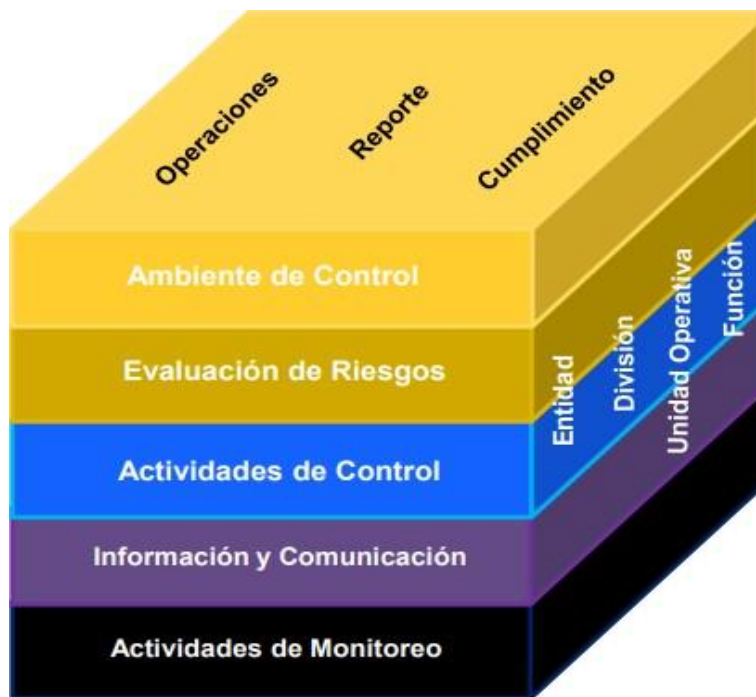 Operaciones
Reporte
Cumplimiento
Ambiente de Control
Evaluación de Riesgos
Actividades de Control
Información y Comunicación
Actividades de Monitoreo
Entidad
División
Unidad Operativa
Función